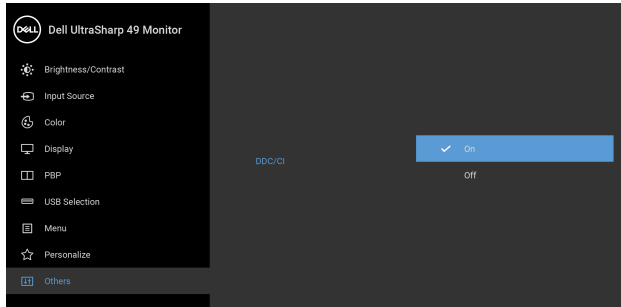 DELL Dell UltraSharp 49 Monitor
Brightness/Contrast
Input Source
Color
Display
PBP
USB Selection
Menu
Personalize
Others
DDC/CI
On
Off